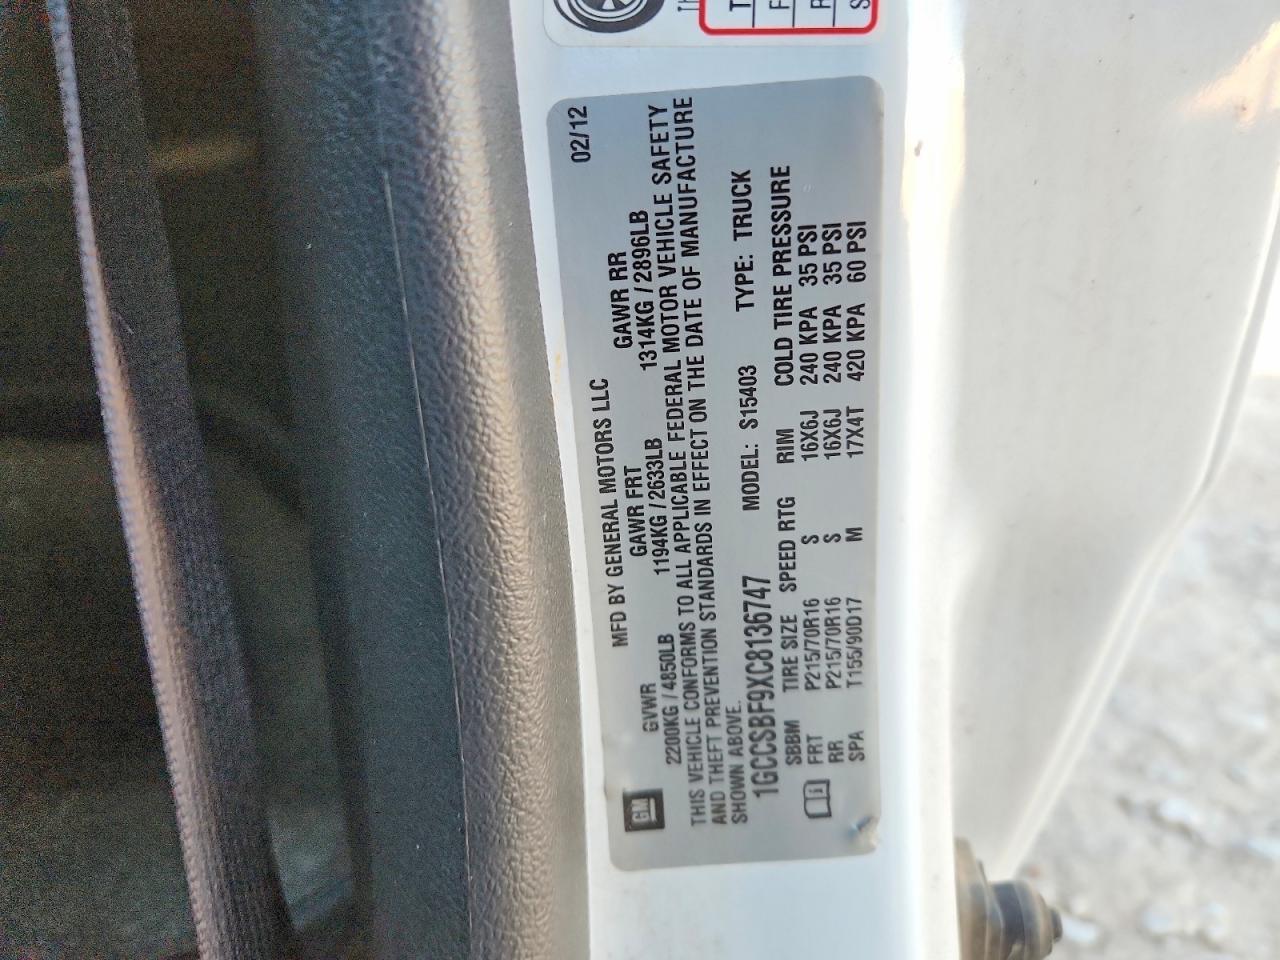 02/12
MFD BY GENERAL MOTORS LLC
GVWR GAWR FRT GAWR RR
2200KG / 4850LB 1194KG / 2633LB 1314KG / 2896LB
THIS VEHICLE CONFORMS TO ALL APPLICABLE FEDERAL MOTOR VEHICLE SAFETY
AND THEFT PREVENTION STANDARDS IN EFFECT ON THE DATE OF MANUFACTURE
SHOWN ABOVE.
1GCCSBF9XC8136747 MODEL: S15403 TYPE: TRUCK
SBBM TIRE SIZE SPEED RTG RIM COLD TIRE PRESSURE
FRT P215/70R16 S 16X6J 240 KPA 35 PSI
RR P215/70R16 S 16X6J 240 KPA 35 PSI
SPA T155/90D17 M 17X4T 420 KPA 60 PSI
GM